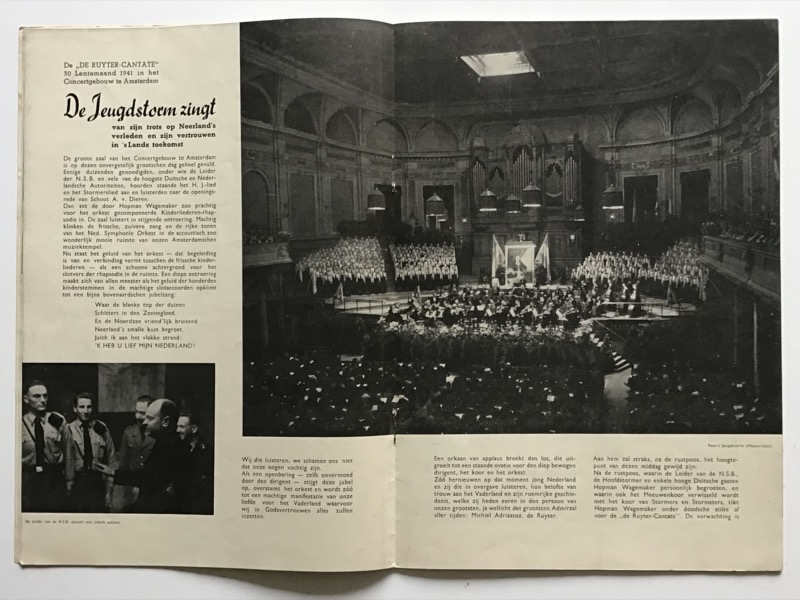 De „DE RUYTER-CANTATE"
30 Lentemaand 1941 in het
Concertgebouw te Amsterdam
De Jeugdstorm zingt
van zijn trots op Neerland's
verleden en zijn vertrouwen
in 's Lands toekomst
De groote zaal van het Concertgebouw te Amsterdam
is op dezen onvergetelijk grootschen dag geheel gevuld.
Eenige duizenden genoodigden, onder wie de Leider
der N.S.B. en vele van de hoogste Duitsche en Neder-
landsche Autoriteiten, hoorden staande het H. J.-lied
en het Stormerslied aan en luisterden naar de openings-
rede van Schout A. v. Dieren.
Dan zet de door Hopman Wagemaker zoo prachtig
voor het orkest gecomponeerde Kinderliederen-rhap-
sodie in. De zaal luistert in stijgende ontroering. Machtig
klinken de frissche, zuivere zang en de rijke tonen
van het Ned. Symphonie Orkest in de acoustisch zoo
wonderlijk mooie ruimte van onzen Amsterdamschen
muziektempel.
Nu staat het geluid van het orkest — dat begeleiding
is van en verbinding vormt tusschen de frissche kinder-
liederen — als een schoone achtergrond voor het
slotvers der rhapsodie in de ruimte. Een diepe ontroering
maakt zich van allen meester als het geluid der honderden
kinderstemmen in de machtige slotaccoorden opklimt
tot een bijna bovenaardschen jubelzang:
Waar de blanke top der duinen
Schittert in den Zonnegloed.
En de Noordzee vriend'lijk bruisend
Neerland's smalle kust begroet.
Juich ik aan het vlakke strand:
'K HEB U LIEF MIJN NEDERLAND!
De Leider van de N.S.B.
Wij die luisteren, we schamen ons niet
dat onze oogen vochtig zijn.
Als een openbaring — zelfs onvermoed
door den dirigent — stijgt deze jubel
op, overstemt het orkest en wordt zóó
tot een machtige manifestatie van onze
liefde voor het Vaderland waarvoor
wij in Godsvertrouwen alles zullen
inzetten.
Een orkaan van applaus breekt dan los, die uit-
groeit tot een staande ovatie voor den diep bewogen
dirigent, het koor en het orkest.
Zóó hernieuwen op dat moment jong Nederland
en zij die in overgave luisteren, hun belofte van
trouw aan het Vaderland en zijn roemrijke geschie-
denis, welke zij heden eren in den persoon van
onzen grootsten, ja wellicht den grootsten Admiraal
aller tijden: Michiel Adriaansz. de Ruyter.
Foto's Jeugdstorm
Aan hem zal straks, na de rustpoos, het hoogte-
punt van dezen middag gewijd zijn.
Na de rustpoos, waarin de Leider van de N.S.B.,
de Hoofdstormer en enkele hooge Duitsche gasten
Hopman Wagemaker persoonlijk begroeten, en
waarin ook het Meeuwenkoor verwisseld wordt
met het koor van Stormers en Stormsters, tikt
Hopman Wagemaker onder doodsche stilte af
voor de „de Ruyter-Cantate". De verwachting is